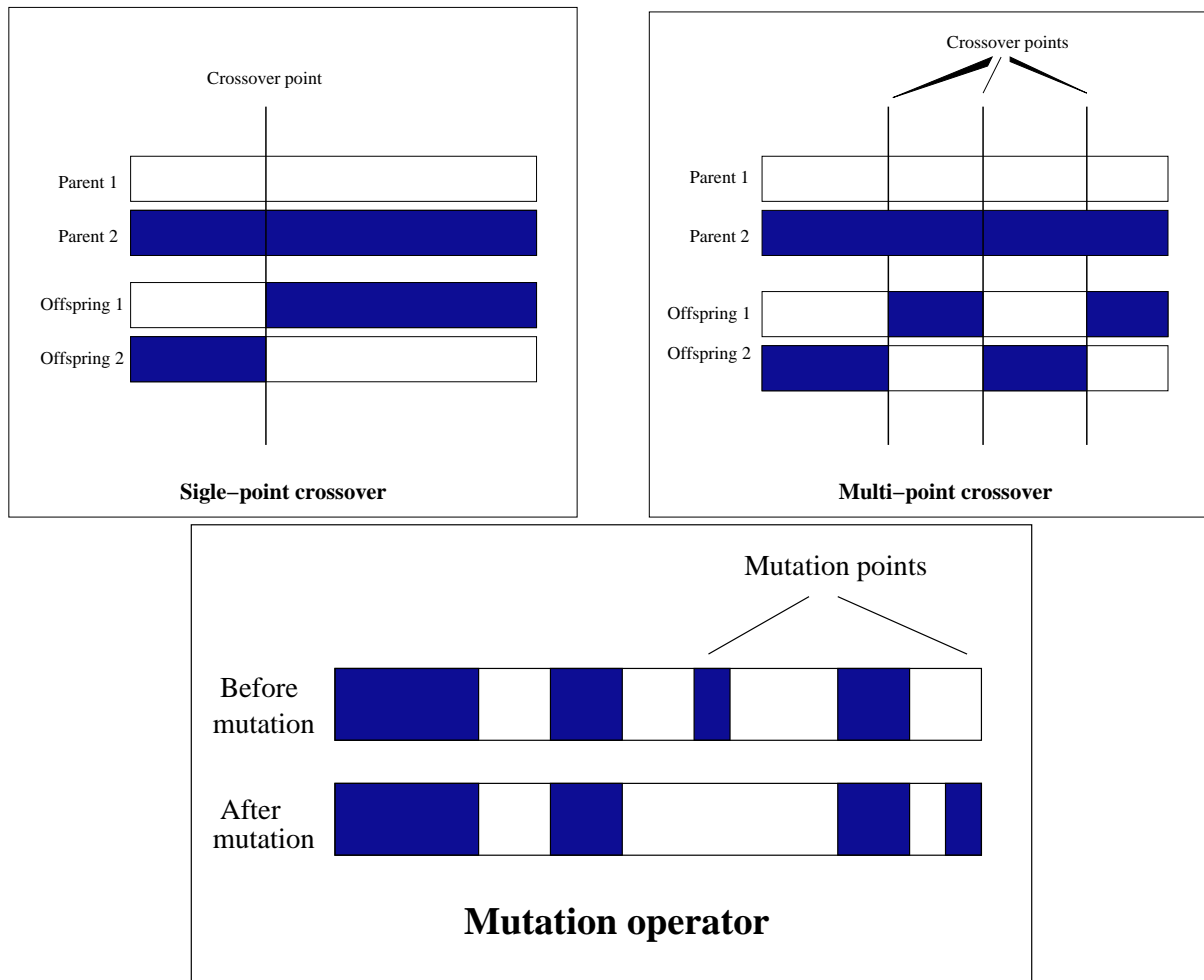 Crossover point
Parent 1
Parent 2
Offspring 1
Offspring 2
Sigle-point crossover
Crossover points
Parent 1
Parent 2
Offspring 1
Offspring 2
Multi-point crossover
Mutation points
Before
mutation
After
mutation
Mutation operator